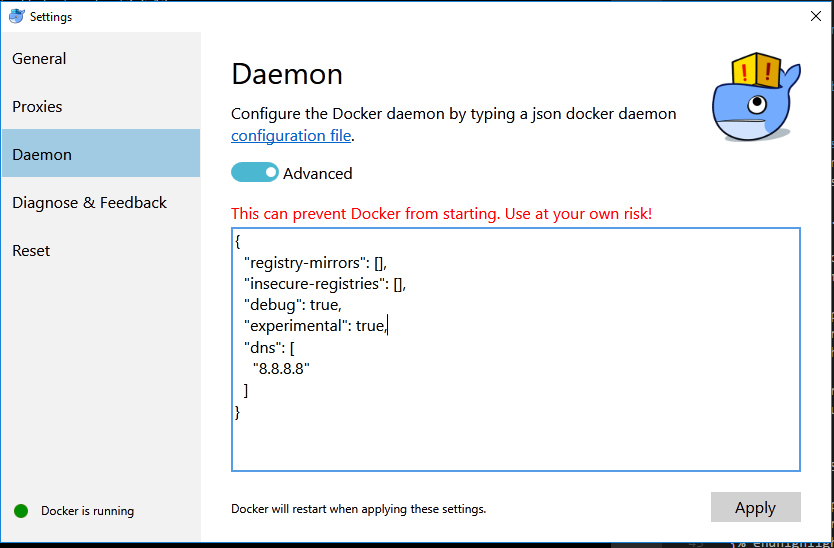 Settings
General
Proxies
Daemon
Diagnose & Feedback
Reset
Docker is running
Daemon
Configure the Docker daemon by typing a json docker daemon
configuration file.
Advanced
This can prevent Docker from starting. Use at your own risk!
{
"registry-mirrors": [],
"insecure-registries": [],
"debug": true,
"experimental": true,
"dns": [
"8.8.8.8"
]
}
Docker will restart when applying these settings.
Apply
! !